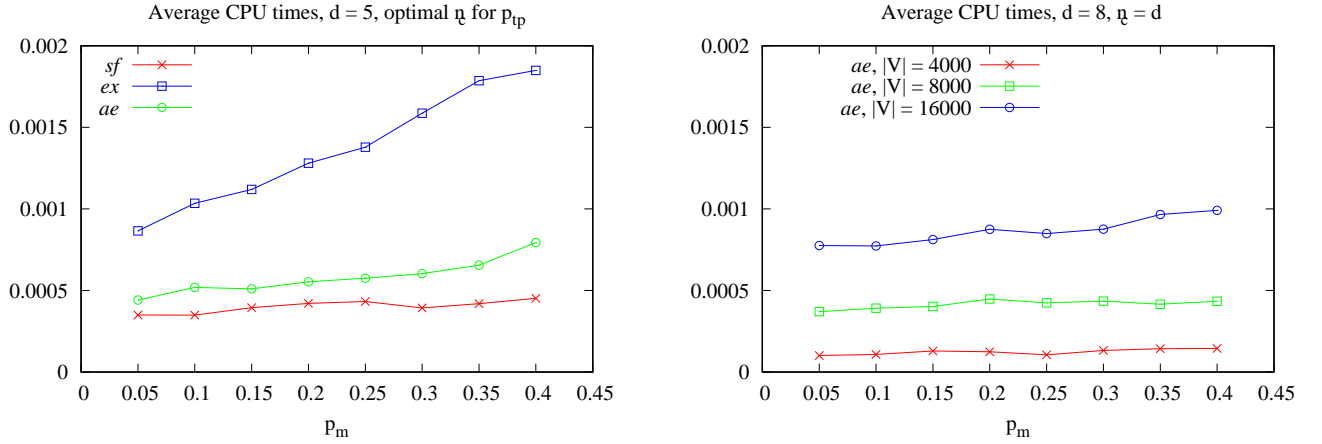 Average CPU times, d = 5, optimal n_c for p_tp
0.002
0.0015
0.001
0.0005
0
sf
ex
ae
0 0.05 0.1 0.15 0.2 0.25 0.3 0.35 0.4 0.45
p_m
Average CPU times, d = 8, n_c = d
0.002
0.0015
0.001
0.0005
0
ae, |V| = 4000
ae, |V| = 8000
ae, |V| = 16000
0 0.05 0.1 0.15 0.2 0.25 0.3 0.35 0.4 0.45
p_m